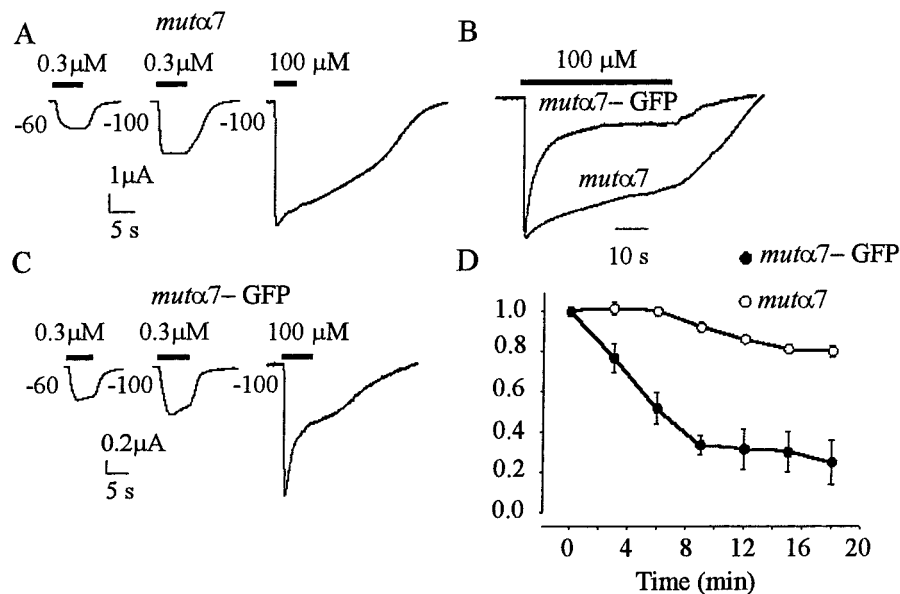 A
mutα7
0.3µM 0.3µM 100 µM
-60 -100 -100
1µA
5 s
B
100 µM
mutα7– GFP
mutα7
10 s
C
mutα7– GFP
0.3µM 0.3µM 100 µM
-60 -100 -100
0.2µA
5 s
D
mutα7– GFP
mutα7
1.0
0.8
0.6
0.4
0.2
0.0
0 4 8 12 16 20
Time (min)